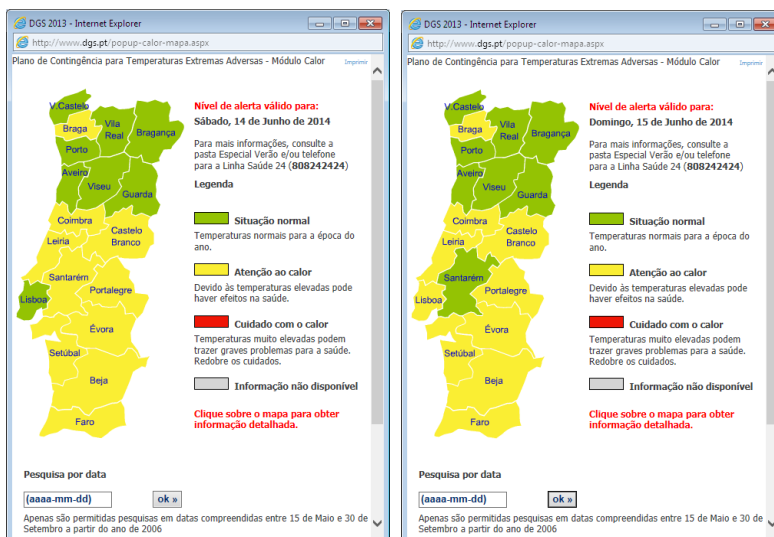 DGS 2013 - Internet Explorer
http://www.dgs.pt/popup-calor-mapa.aspx
Plano de Contingência para Temperaturas Extremas Adversas - Módulo Calor
Imprimir
V.Castelo
Braga
Vila
Real
Bragança
Porto
Aveiro
Viseu
Guarda
Coimbra
Castelo
Branco
Leiria
Santarém
Portalegre
Lisboa
Évora
Setúbal
Beja
Faro
Nível de alerta válido para:
Sábado, 14 de Junho de 2014
Para mais informações, consulte a
pasta Especial Verão e/ou telefone
para a Linha Saúde 24 (808242424)
Legenda
Situação normal
Temperaturas normais para a época do
ano.
Atenção ao calor
Devido às temperaturas elevadas pode
haver efeitos na saúde.
Cuidado com o calor
Temperaturas muito elevadas podem
trazer graves problemas para a saúde.
Redobre os cuidados.
Informação não disponível
Clique sobre o mapa para obter
informação detalhada.
Pesquisa por data
(aaaa-mm-dd)
ok »
Apenas são permitidas pesquisas em datas compreendidas entre 15 de Maio e 30 de
Setembro a partir do ano de 2006
DGS 2013 - Internet Explorer
http://www.dgs.pt/popup-calor-mapa.aspx
Plano de Contingência para Temperaturas Extremas Adversas - Módulo Calor
Imprimir
V.Castelo
Braga
Vila
Real
Bragança
Porto
Aveiro
Viseu
Guarda
Coimbra
Castelo
Branco
Leiria
Santarém
Portalegre
Lisboa
Évora
Setúbal
Beja
Faro
Nível de alerta válido para:
Domingo, 15 de Junho de 2014
Para mais informações, consulte a
pasta Especial Verão e/ou telefone
para a Linha Saúde 24 (808242424)
Legenda
Situação normal
Temperaturas normais para a época do
ano.
Atenção ao calor
Devido às temperaturas elevadas pode
haver efeitos na saúde.
Cuidado com o calor
Temperaturas muito elevadas podem
trazer graves problemas para a saúde.
Redobre os cuidados.
Informação não disponível
Clique sobre o mapa para obter
informação detalhada.
Pesquisa por data
(aaaa-mm-dd)
ok »
Apenas são permitidas pesquisas em datas compreendidas entre 15 de Maio e 30 de
Setembro a partir do ano de 2006